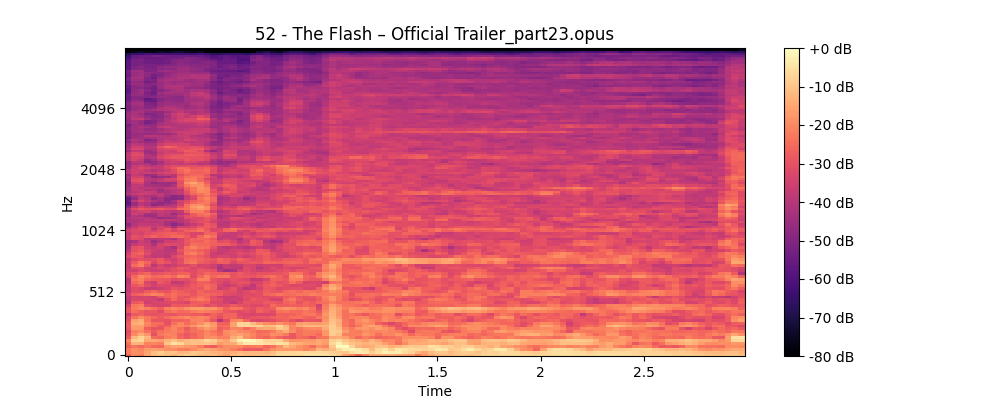 52 - The Flash – Official Trailer_part23.opus
Hz
4096
2048
1024
512
0
0
0.5
1
1.5
2
2.5
Time
+0 dB
-10 dB
-20 dB
-30 dB
-40 dB
-50 dB
-60 dB
-70 dB
-80 dB